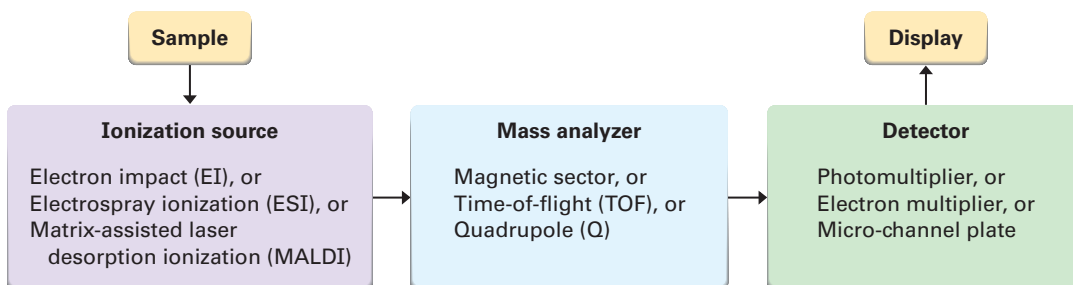 Sample
Display
Ionization source
Electron impact (EI), or
Electrospray ionization (ESI), or
Matrix-assisted laser
desorption ionization (MALDI)
Mass analyzer
Magnetic sector, or
Time-of-flight (TOF), or
Quadrupole (Q)
Detector
Photomultiplier, or
Electron multiplier, or
Micro-channel plate